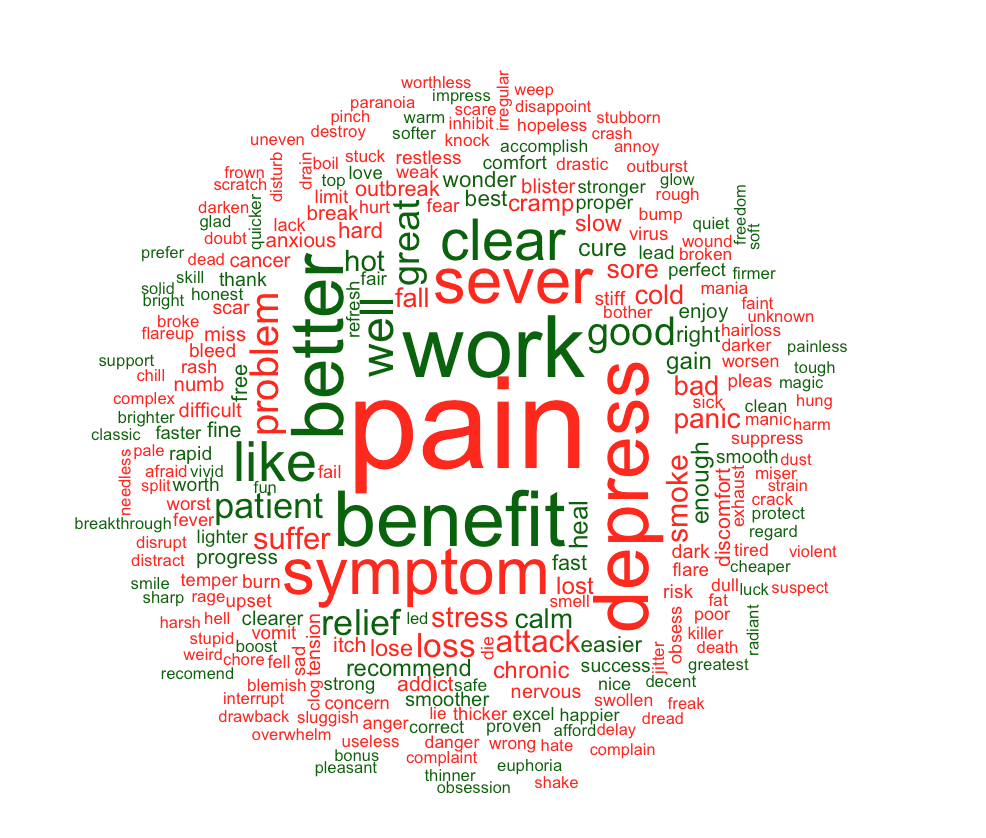 worthless
weep
irregular
impress
paranoia
scare
disappoint
pinch
warm
inhibit
hopeless
stubborn
destroy
softer
knock
crash
uneven
accomplish
annoy
disturb
drain
boil
stuck
restless
comfort
drastic
outburst
frown
top
love
weak
wonder
blister
stronger
glow
scratch
limit
outbreak
best
cramp
proper
rough
darken
quicker
break
hurt
great
fear
slow
bump
freedom
glad
lack
hard
clear
virus
quiet
soft
doubt
anxious
cure
lead
wound
prefer
dead
cancer
better
hot
sever
sore
perfect
broken
firmer
skill
thank
fair
solid
honest
refresh
well
fall
stiff
cold
mania
bright
scar
problem
bother
enjoy
faint
broke
work
good
right
unknown
flareup
miss
hairloss
bleed
darker
painless
support
rash
free
gain
worsen
chill
numb
pain
depress
bad
pleas
tough
magic
complex
difficult
sick
clean
hung
brighter
panic
manic
harm
classic
faster
fine
enough
suppress
pale
rapid
like
smoke
smooth
dust
needless
afraid
vivid
fail
discomfort
exhaust
miser
split
worth
fun
strain
worst
patient
benefit
heal
crack
breakthrough
fever
protect
disrupt
lighter
suffer
regard
distract
progress
symptom
fast
dark
tired
violent
smile
temper
burn
lost
flare
cheaper
sharp
rage
upset
smell
risk
dull
luck
suspect
harsh
hell
clearer
relief
led
stress
calm
fat
stupid
vomit
tension
obsess
poor
radiant
weird
boost
itch
lose
loss
die
attack
easier
killer
chore
fell
sad
recommend
chronic
success
jitter
death
recomend
greatest
blemish
clog
strong
addict
safe
nervous
nice
decent
interrupt
concern
smoother
swollen
freak
drawback
sluggish
anger
lie
thicker
excel
happier
dread
overwhelm
correct
proven
afford
delay
useless
danger
wrong
hate
complain
bonus
complaint
pleasant
euphoria
thinner
shake
obsession